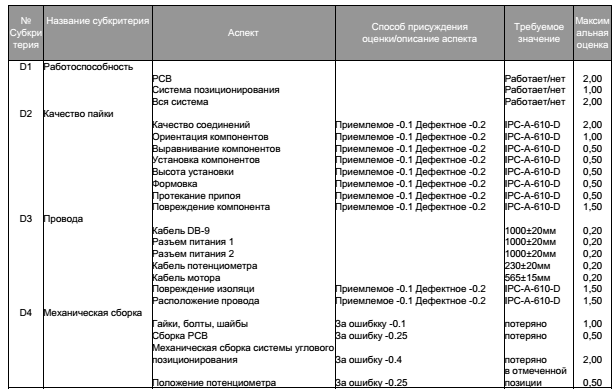 № Субкритерия Название субкритерия Аспект Способ присуждения оценки/описание аспекта Требуемое значение Максимальная оценка
D1 Работоспособность
PCB Работает/нет 2,00
Система позиционирования Работает/нет 1,00
Вся система Работает/нет 2,00
D2 Качество пайки
Качество соединений Приемлемое -0.1 Дефектное -0.2 IPC-A-610-D 2,00
Ориентация компонентов Приемлемое -0.1 Дефектное -0.2 IPC-A-610-D 1,00
Выравнивание компонентов Приемлемое -0.1 Дефектное -0.2 IPC-A-610-D 0,50
Установка компонентов Приемлемое -0.1 Дефектное -0.2 IPC-A-610-D 0,50
Высота установки Приемлемое -0.1 Дефектное -0.2 IPC-A-610-D 0,50
Формовка Приемлемое -0.1 Дефектное -0.2 IPC-A-610-D 0,50
Протекание припоя Приемлемое -0.1 Дефектное -0.2 IPC-A-610-D 0,50
Повреждение компонента Приемлемое -0.1 Дефектное -0.2 IPC-A-610-D 1,50
D3 Провода
Кабель DB-9 1000±20мм 0,20
Разъем питания 1 1000±20мм 0,20
Разъем питания 2 1000±20мм 0,20
Кабель потенциометра 230±20мм 0,20
Кабель мотора 565±15мм 0,20
Повреждение изоляци Приемлемое -0.1 Дефектное -0.2 IPC-A-610-D 1,50
Расположение провода Приемлемое -0.1 Дефектное -0.2 IPC-A-610-D 1,50
D4 Механическая сборка
Гайки, болты, шайбы За ошибкку -0.1 потеряно 1,00
Сборка PCB За ошибку -0.25 потеряно 0,50
Механическая сборка системы углового
позиционирования За ошибку -0.4 потеряно 2,00
в отмеченной
Положение потенциометра За ошибку -0.25 позиции 0,50